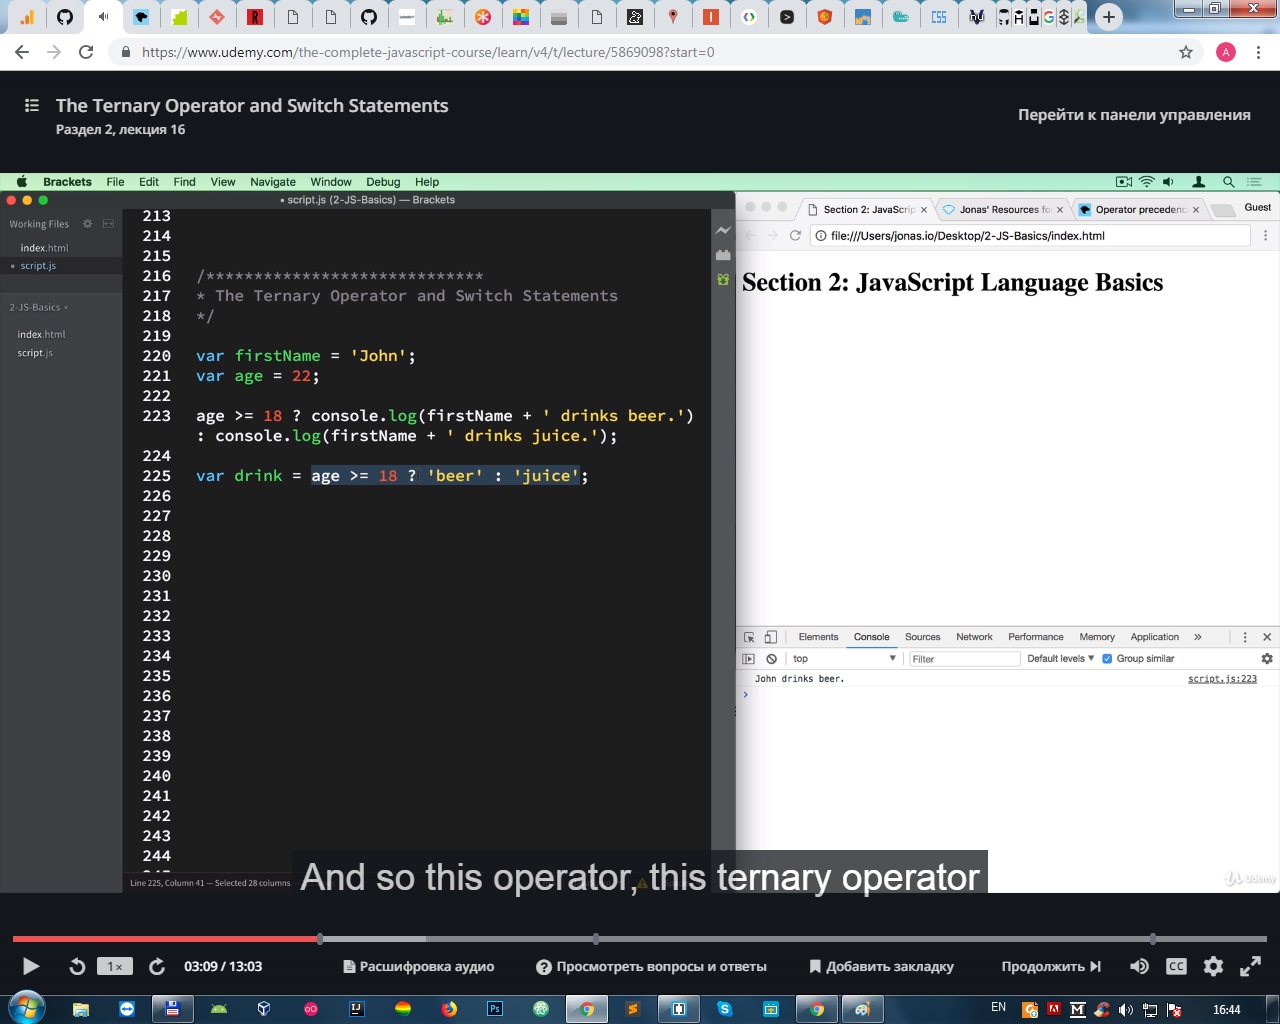 https://www.udemy.com/the-complete-javascript-course/learn/v4/t/lecture/5869098?start=0
A
The Ternary Operator and Switch Statements
Раздел 2, лекция 16
Перейти к панели управления
Brackets File Edit Find View Navigate Window Debug Help
• script.js (2-JS-Basics) — Brackets
Working Files
index.html
• script.js
2-JS-Basics
index.html
script.js
213
214
215
216 /*****************************
217 * The Ternary Operator and Switch Statements
218 */
219
220 var firstName = 'John';
221 var age = 22;
222
223 age >= 18 ? console.log(firstName + ' drinks beer.')
: console.log(firstName + ' drinks juice.');
224
225 var drink = age >= 18 ? 'beer' : 'juice';
226
227
228
229
230
231
232
233
234
235
236
237
238
239
240
241
242
243
244
Line 225, Column 41 — Selected 28 columns
Section 2: JavaScrip
Jonas' Resources fo
Operator precedenc
Guest
file:///Users/jonas.io/Desktop/2-JS-Basics/index.html
Section 2: JavaScript Language Basics
Elements Console Sources Network Performance Memory Application »
top Filter Default levels Group similar
John drinks beer. script.js:223
>
And so this operator, this ternary operator
Udemy
1× 03:09 / 13:03 Расшифровка аудио Просмотреть вопросы и ответы Добавить закладку Продолжить CC
EN 16:44